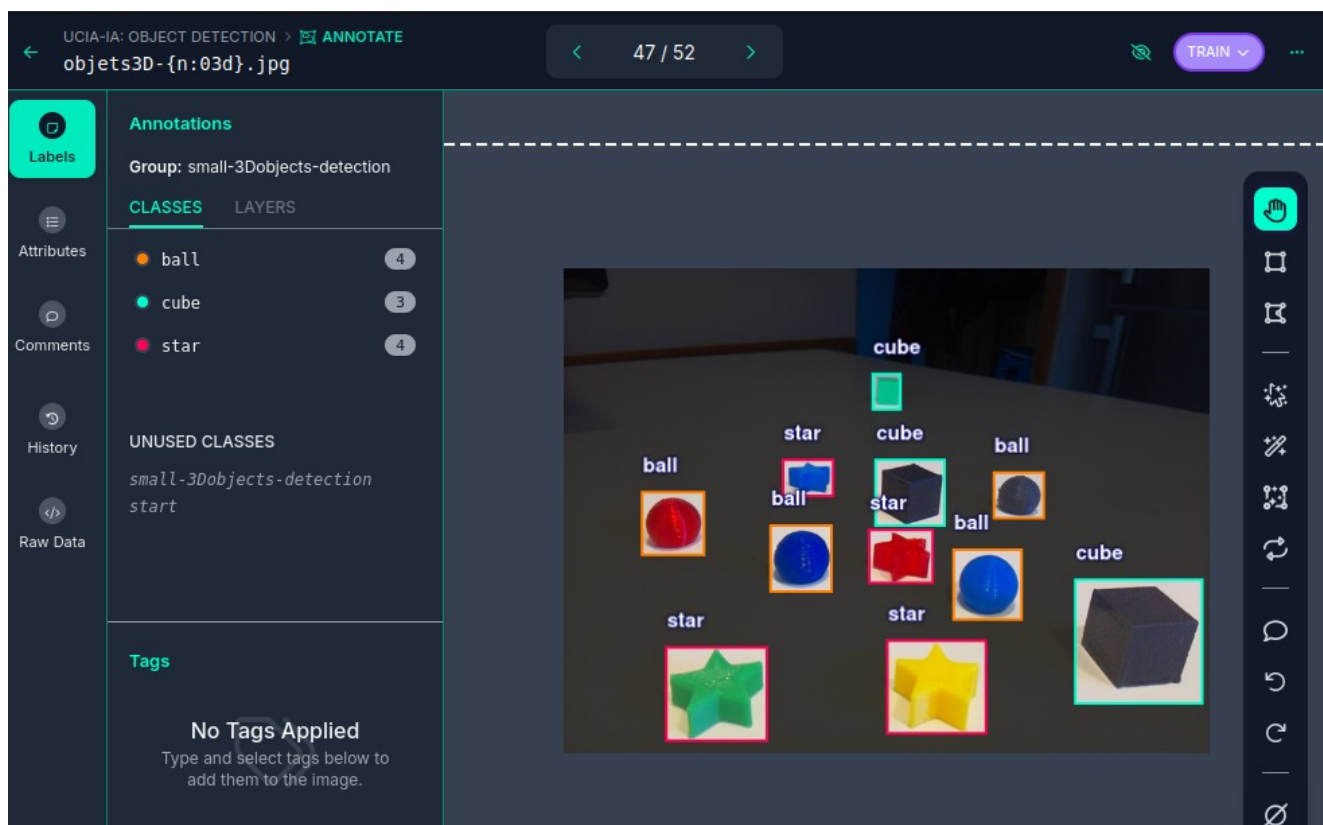 UCIA-IA: OBJECT DETECTION > ANNOTATE
objets3D-{n:03d}.jpg
47 / 52
TRAIN
Labels
Attributes
Comments
History
Raw Data
Annotations
Group: small-3Dobjects-detection
CLASSES LAYERS
ball 4
cube 3
star 4
UNUSED CLASSES
small-3Dobjects-detection
start
Tags
No Tags Applied
Type and select tags below to
add them to the image.
cube
star
cube
ball
ball
ball
star
ball
cube
star
star